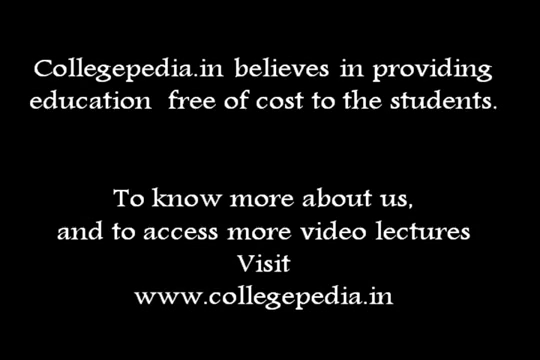 Collegepedia.in believes in providing
education free of cost to the students.
To know more about us,
and to access more video lectures
Visit
www.collegepedia.in